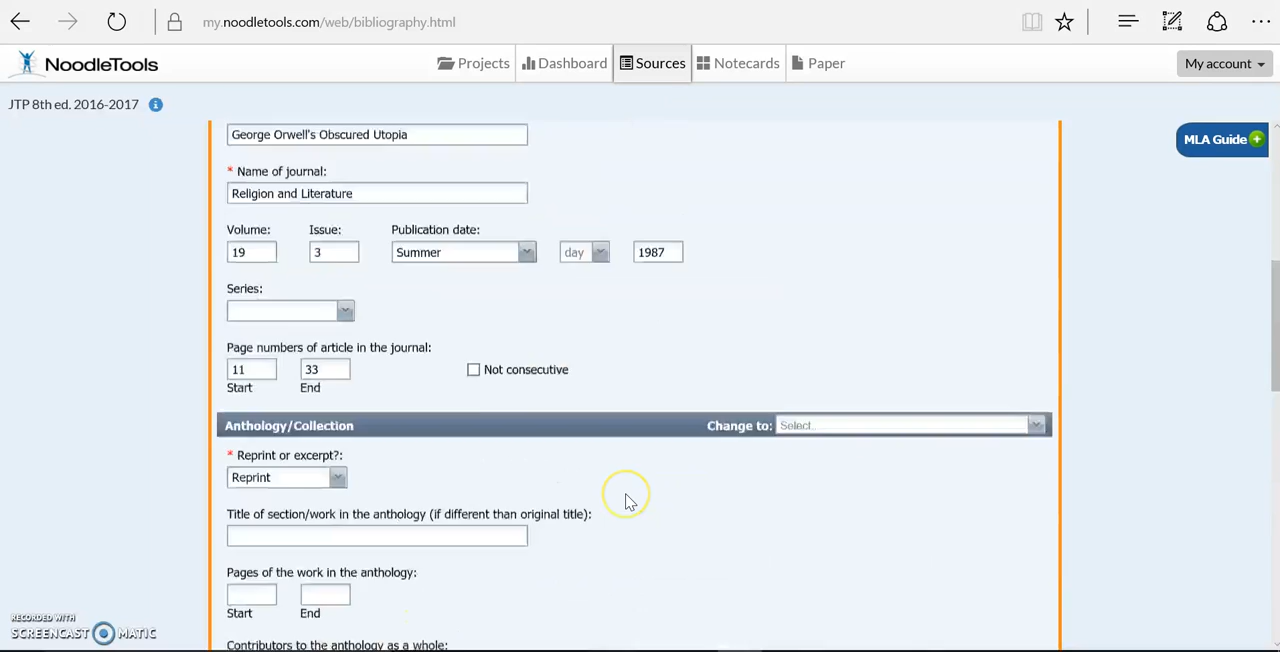 my.noodletools.com/web/bibliography.html
NoodleTools
Projects
Dashboard
Sources
Notecards
Paper
My account
JTP 8th ed. 2016-2017
MLA Guide
George Orwell's Obscured Utopia
* Name of journal:
Religion and Literature
Volume: Issue: Publication date:
19 3 Summer day 1987
Series:
Page numbers of article in the journal:
11 33 Not consecutive
Start End
Anthology/Collection Change to: Select..
* Reprint or excerpt?:
Reprint
Title of section/work in the anthology (if different than original title):
Pages of the work in the anthology:
Start End
Contributors to the anthology as a whole:
RECORDED WITH
SCREENCAST MATIC